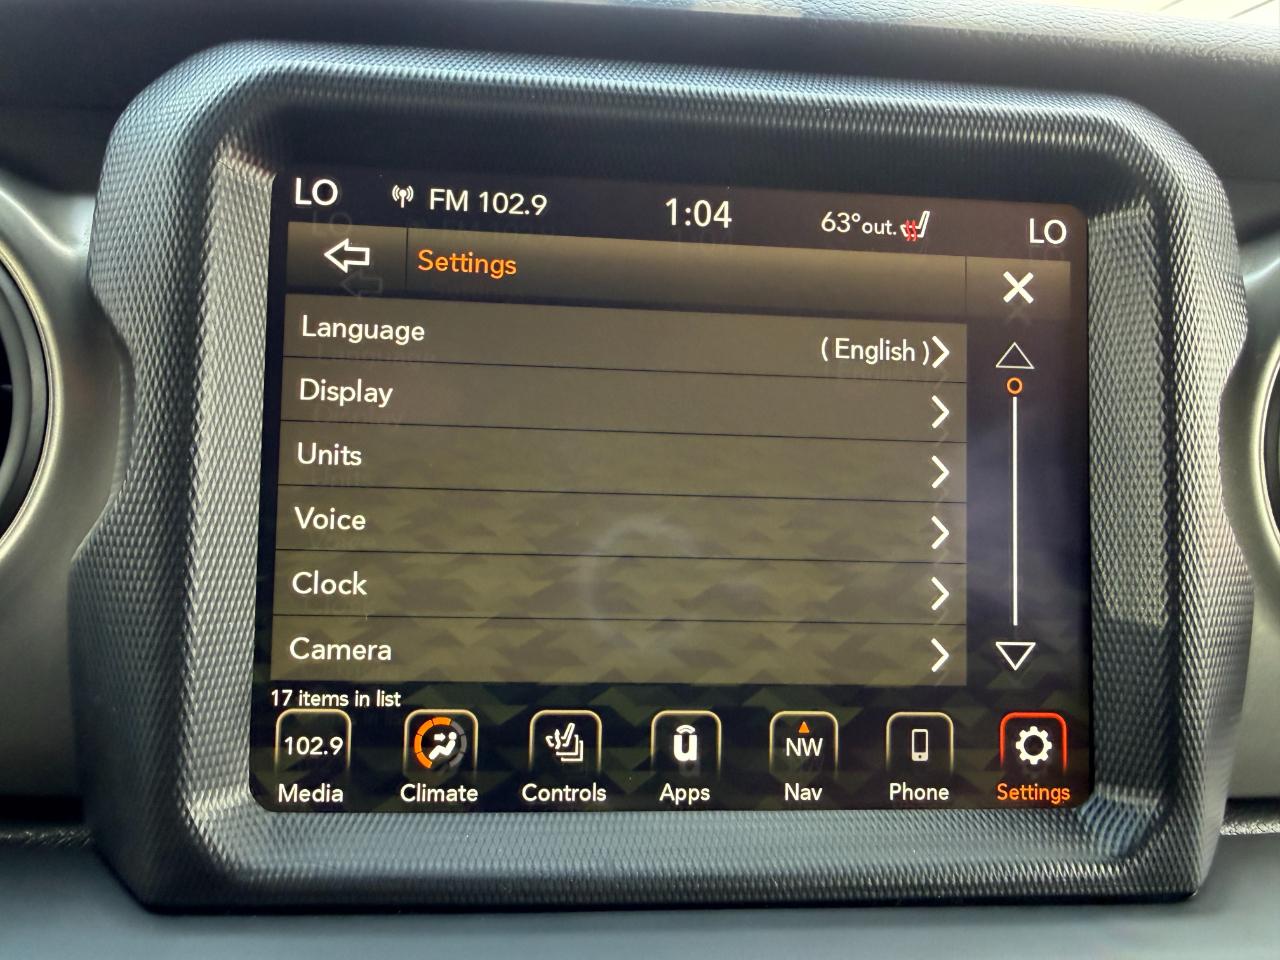 LO FM 102.9 1:04 63°out. LO
Settings
Language ( English )
Display
Units
Voice
Clock
Camera
17 items in list
102.9 NW
Media Climate Controls Apps Nav Phone Settings